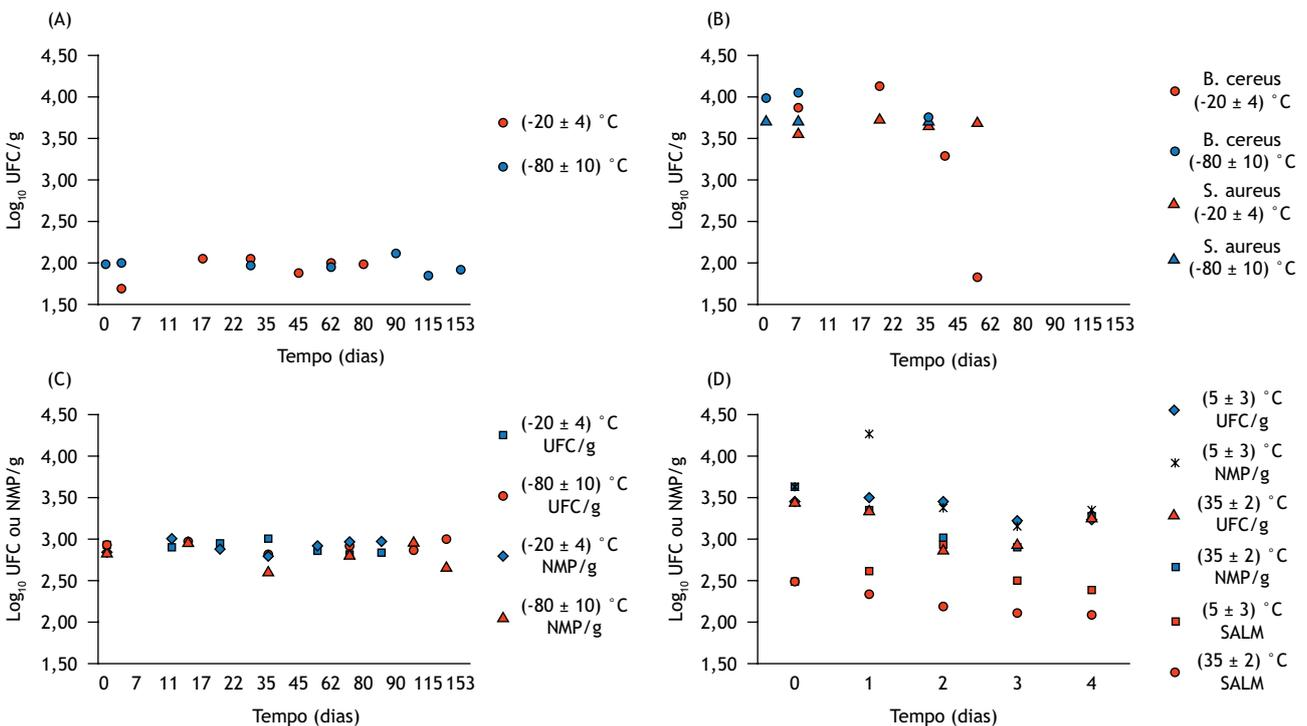 (A)
4,50
4,00
3,50
3,00
2,50
2,00
1,50
Log10 UFC/g
0 7 11 17 22 35 45 62 80 90 115 153
Tempo (dias)
(-20 ± 4) °C
(-80 ± 10) °C
(B)
4,50
4,00
3,50
3,00
2,50
2,00
1,50
Log10 UFC/g
0 7 11 17 22 35 45 62 80 90 115 153
Tempo (dias)
B. cereus
(-20 ± 4) °C
B. cereus
(-80 ± 10) °C
S. aureus
(-20 ± 4) °C
S. aureus
(-80 ± 10) °C
(C)
4,50
4,00
3,50
3,00
2,50
2,00
1,50
Log10 UFC ou NMP/g
0 7 11 17 22 35 45 62 80 90 115 153
Tempo (dias)
(-20 ± 4) °C
UFC/g
(-80 ± 10) °C
UFC/g
(-20 ± 4) °C
NMP/g
(-80 ± 10) °C
NMP/g
(D)
4,50
4,00
3,50
3,00
2,50
2,00
1,50
Log10 UFC ou NMP/g
0 1 2 3 4
Tempo (dias)
(5 ± 3) °C
UFC/g
(5 ± 3) °C
NMP/g
(35 ± 2) °C
UFC/g
(35 ± 2) °C
NMP/g
(5 ± 3) °C
SALM
(35 ± 2) °C
SALM